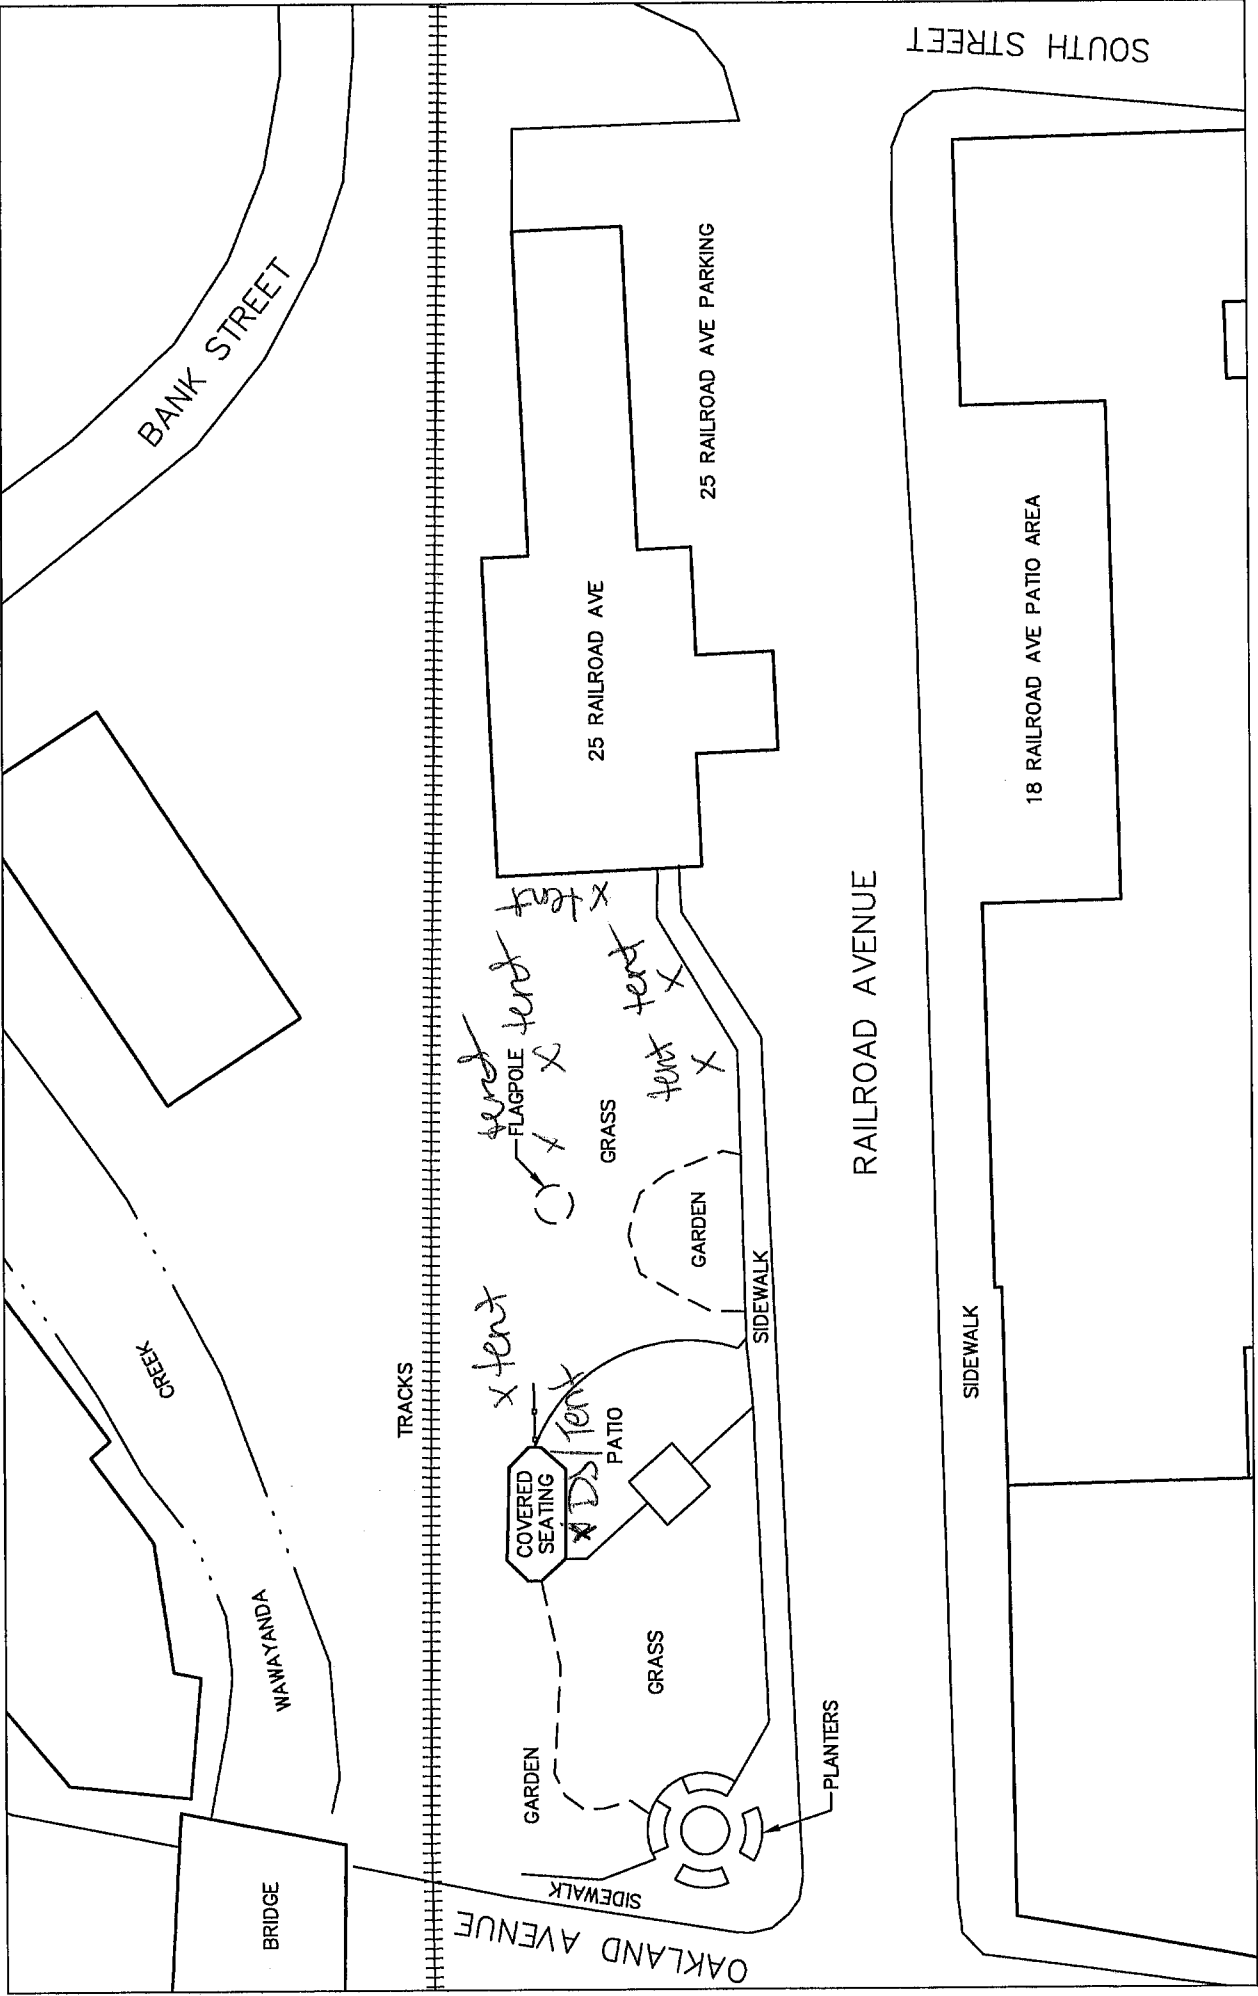 SOUTH STREET
BANK STREET
25 RAILROAD AVE PARKING
25 RAILROAD AVE
18 RAILROAD AVE PATIO AREA
RAILROAD AVENUE
x tent
tent
x
tent
x
tent
x
tent
x
FLAGPOLE
GRASS
GARDEN
SIDEWALK
SIDEWALK
TRACKS
CREEK
WAWAYANDA
x tent
x DS/Tent
PATIO
COVERED
SEATING
GRASS
GARDEN
PLANTERS
SIDEWALK
BRIDGE
OAKLAND AVENUE